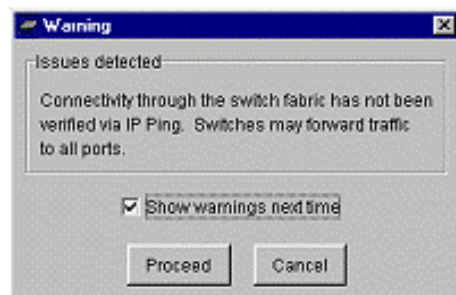 Warning
Issues detected
Connectivity through the switch fabric has not been
verified via IP Ping. Switches may forward traffic
to all ports.
Show warnings next time
Proceed Cancel